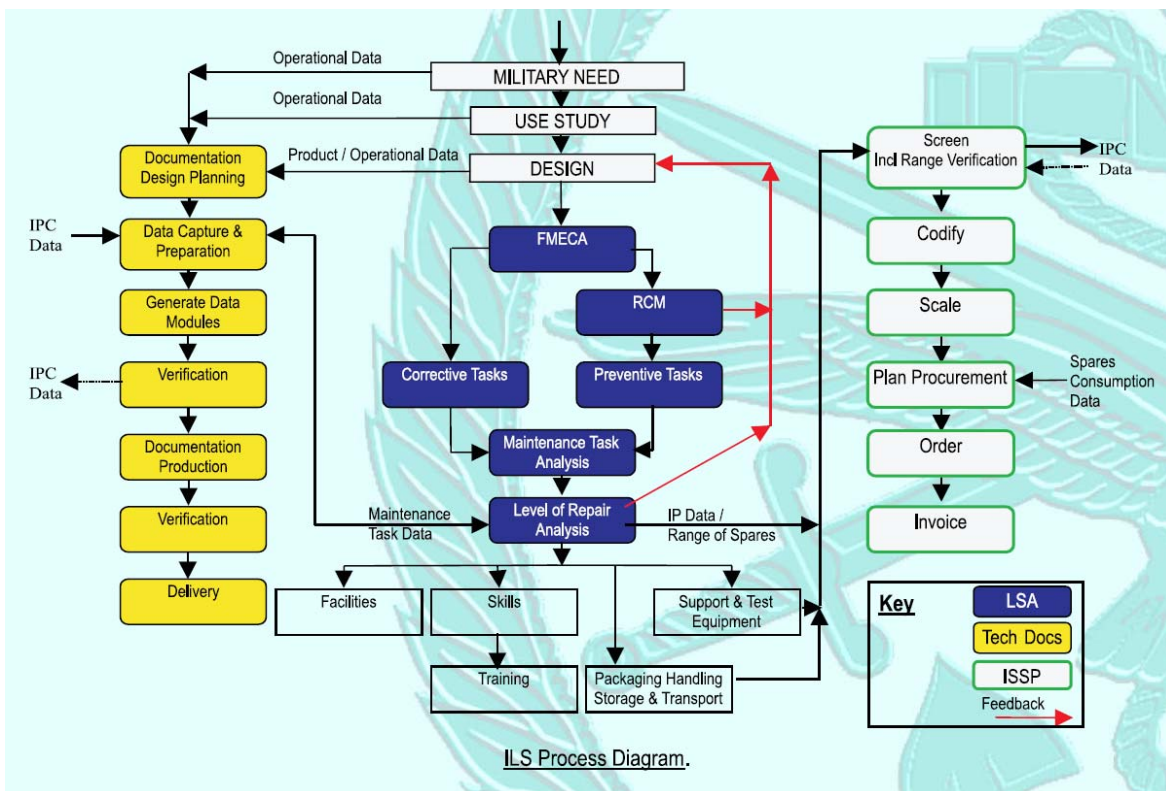 Operational Data
MILITARY NEED
Operational Data
USE STUDY
Product / Operational Data
DESIGN
Documentation
Design Planning
IPC
Data
Data Capture &
Preparation
Generate Data
Modules
IPC
Data
Verification
Documentation
Production
Verification
Delivery
FMECA
RCM
Corrective Tasks
Preventive Tasks
Maintenance Task
Analysis
Maintenance
Task Data
Level of Repair
Analysis
IP Data /
Range of Spares
Facilities
Skills
Support & Test
Equipment
Training
Packaging Handling
Storage & Transport
Screen
Incl Range Verification
IPC
Data
Codify
Scale
Plan Procurement
Spares
Consumption
Data
Order
Invoice
Key
LSA
Tech Docs
ISSP
Feedback
ILS Process Diagram.